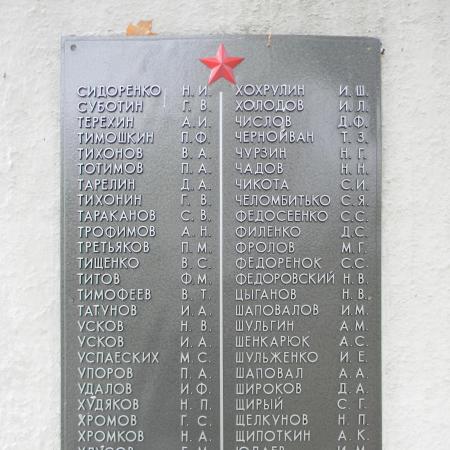 СИДОРЕНКО Н. И.
СУБОТИН Г. В.
ТЕРЕХИН А. И.
ТИМОШКИН П. Ф.
ТИХОНОВ В. А.
ТОТИМОВ П. А.
ТАРЕЛИН Д. А.
ТИХОНИН Г. В.
ТАРАКАНОВ С. В.
ТРОФИМОВ А. Н.
ТРЕТЬЯКОВ П. М.
ТИЩЕНКО В. С.
ТИТОВ Ф. М.
ТИМОФЕЕВ В. Т.
ТАТУНОВ И. А.
УСКОВ Н. В.
УСКОВ И. А.
УСПАЕСКИХ М. С.
УПОРОВ П. А.
УДАЛОВ И. Ф.
ХУДЯКОВ Н. П.
ХРОМОВ Г. С.
ХРОМКОВ Н. А.
ХОХРУЛИН И. Ш.
ХОЛОДОВ И. Л.
ЧИСЛОВ Д. Ф.
ЧЕРНОЙВАН Т. З.
ЧУРЗИН Н. Г.
ЧАДОВ Н. Н.
ЧИКОТА С. И.
ЧЕЛОМБИТЬКО С. Я.
ФЕДОСЕЕНКО С. С.
ФИЛЕНКО Д. С.
ФРОЛОВ М. Г.
ФЕДОРЕНОК С. С.
ФЕДОРОВСКИЙ Н. В.
ЦЫГАНОВ Н. В.
ШАПОВАЛОВ И. М.
ШУЛЬГИН А. М.
ШЕНКАРЮК А. С.
ШУЛЬЖЕНКО И. Е.
ШАПОВАЛ А. А.
ШИРОКОВ Д. А.
ЩИРЫЙ С. Г.
ЩЕЛКУНОВ Н. П.
ЩИПОТКИН А. К.